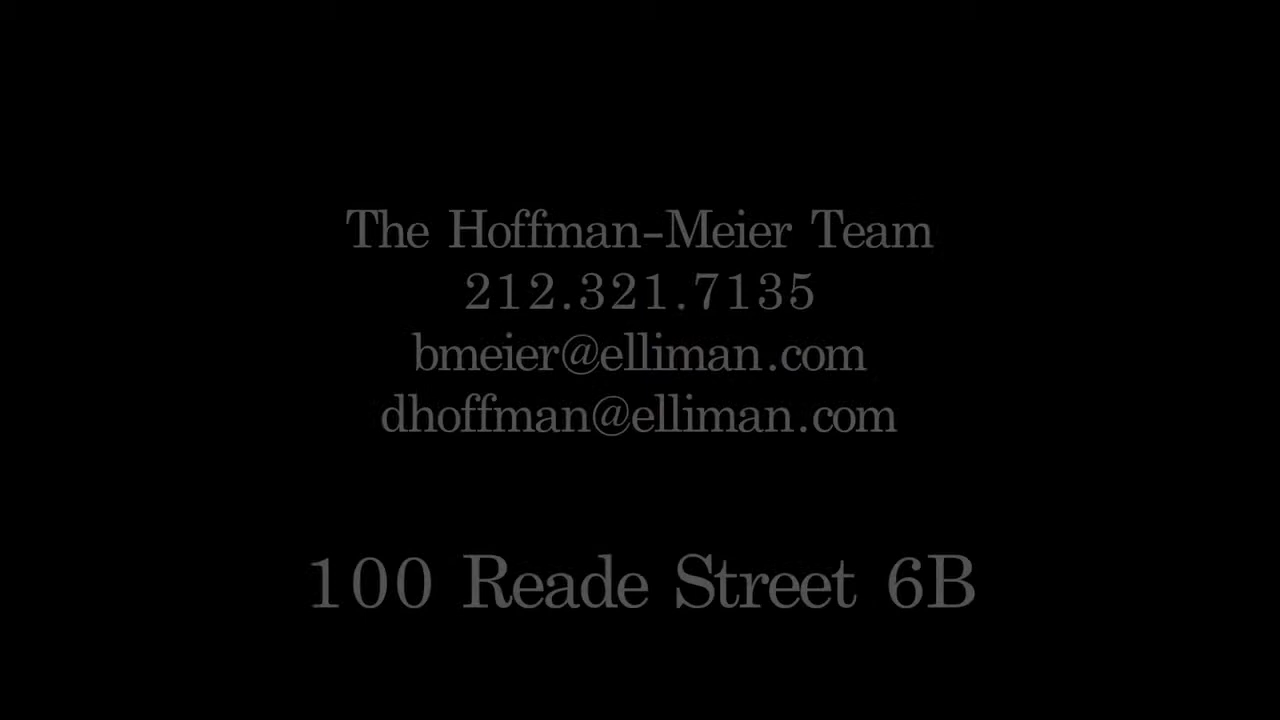 The Hoffman-Meier Team
212.321.7135
bmeier@elliman.com
dhoffman@elliman.com
100 Reade Street 6B